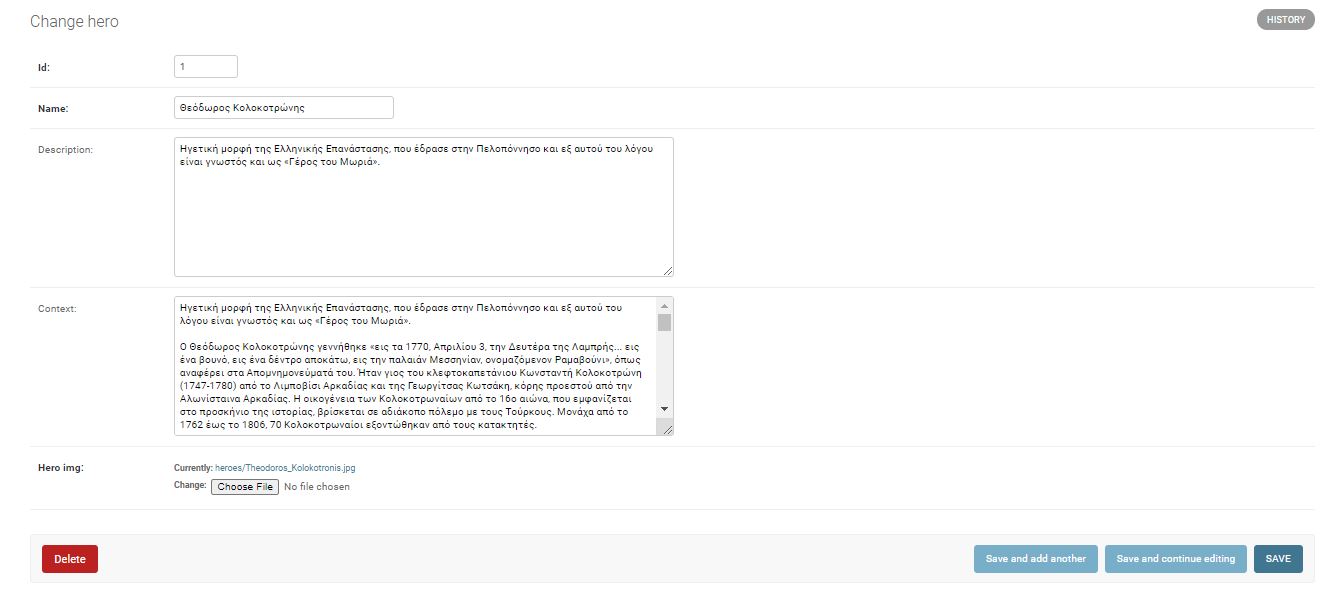 Change hero
HISTORY
Id:
1
Name:
Θεόδωρος Κολοκοτρώνης
Description:
Ηγετική μορφή της Ελληνικής Επανάστασης, που έδρασε στην Πελοπόννησο και εξ αυτού του λόγου
είναι γνωστός και ως «Γέρος του Μωριά».
Context:
Ηγετική μορφή της Ελληνικής Επανάστασης, που έδρασε στην Πελοπόννησο και εξ αυτού του
λόγου είναι γνωστός και ως «Γέρος του Μωριά».
Ο Θεόδωρος Κολοκοτρώνης γεννήθηκε «εις τα 1770, Απριλίου 3, την Δευτέρα της Λαμπρής... εις
ένα βουνό, εις ένα δέντρο αποκάτω, εις την παλαιάν Μεσσηνίαν, ονομαζόμενον Ραμαβούνι», όπως
αναφέρει στα Απομνημονεύματά του. Ήταν γιος του κλεφτοκαπετάνιου Κωνσταντή Κολοκοτρώνη
(1747-1780) από το Λιμποβίσι Αρκαδίας και της Γεωργίτσας Κωτσάκη, κόρης προεστού από την
Αλωνίσταινα Αρκαδίας. Η οικογένεια των Κολοκοτρωναίων από το 16ο αιώνα, που εμφανίζεται
στο προσκήνιο της ιστορίας, βρίσκεται σε αδιάκοπο πόλεμο με τους Τούρκους. Μονάχα από το
1762 έως το 1806, 70 Κολοκοτρωναίοι εξοντώθηκαν από τους κατακτητές.
Hero img:
Currently: heroes/Theodoros_Kolokotronis.jpg
Change: Choose File No file chosen
Delete
Save and add another
Save and continue editing
SAVE